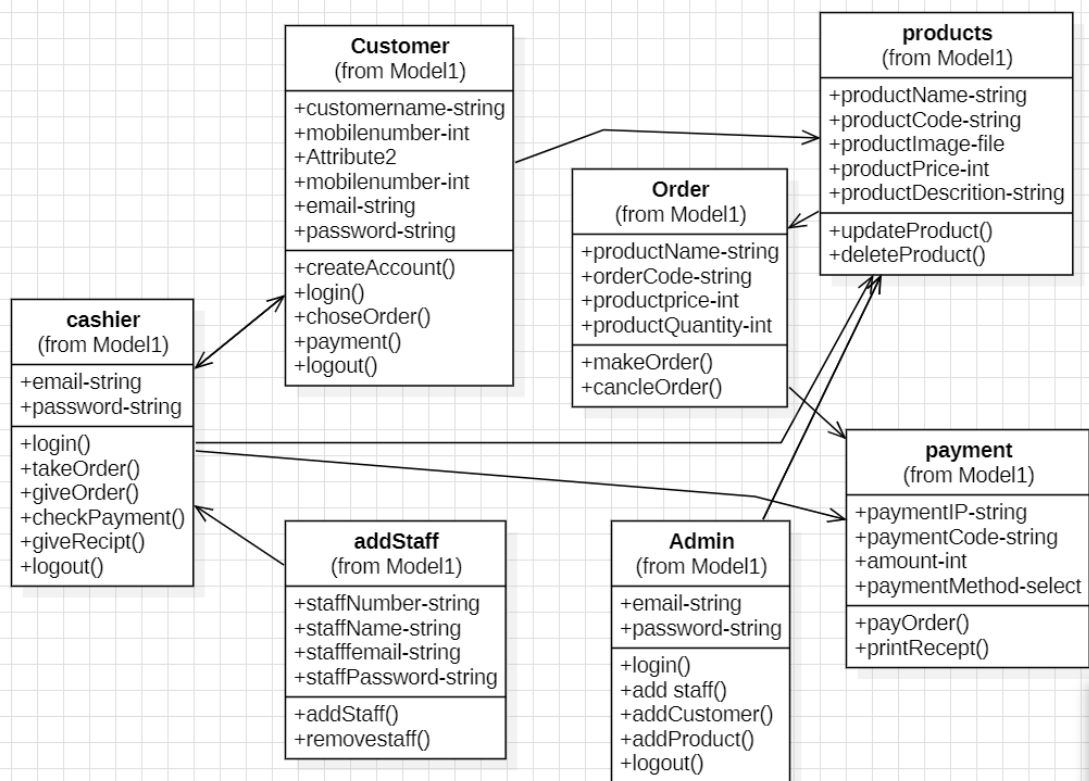 Customer
(from Model1)
+customername-string
+mobilenumber-int
+Attribute2
+mobilenumber-int
+email-string
+password-string
+createAccount()
+login()
+choseOrder()
+payment()
+logout()
products
(from Model1)
+productName-string
+productCode-string
+productImage-file
+productPrice-int
+productDescrition-string
+updateProduct()
+deleteProduct()
Order
(from Model1)
+productName-string
+orderCode-string
+productprice-int
+productQuantity-int
+makeOrder()
+cancleOrder()
cashier
(from Model1)
+email-string
+password-string
+login()
+takeOrder()
+giveOrder()
+checkPayment()
+giveRecipt()
+logout()
payment
(from Model1)
+paymentIP-string
+paymentCode-string
+amount-int
+paymentMethod-select
+payOrder()
+printRecept()
addStaff
(from Model1)
+staffNumber-string
+staffName-string
+stafffemail-string
+staffPassword-string
+addStaff()
+removestaff()
Admin
(from Model1)
+email-string
+password-string
+login()
+add staff()
+addCustomer()
+addProduct()
+logout()